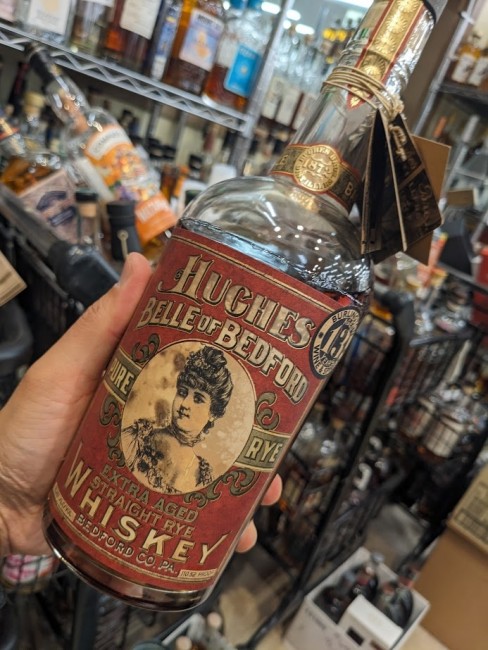 HUGHES
BELLE OF BEDFORD
13
PURE
RYE
EXTRA AGED
STRAIGHT RYE
WHISKEY
BEDFORD CO. PA.